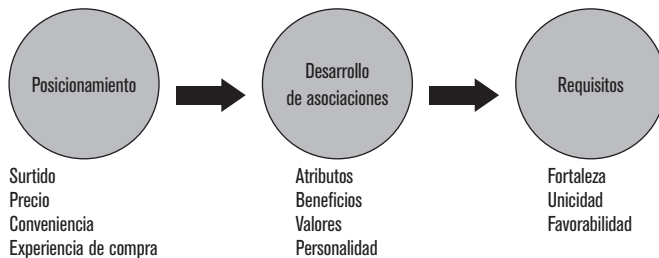 Posicionamiento
Desarrollo
de asociaciones
Requisitos
Surtido
Precio
Conveniencia
Experiencia de compra
Atributos
Beneficios
Valores
Personalidad
Fortaleza
Unicidad
Favorabilidad